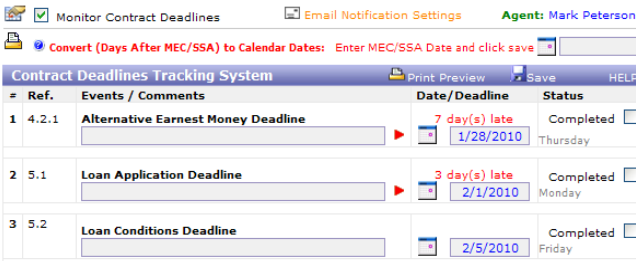 Monitor Contract Deadlines Email Notification Settings Agent: Mark Peterson
Convert (Days After MEC/SSA) to Calendar Dates: Enter MEC/SSA Date and click save
Contract Deadlines Tracking System Print Preview Save HELP
# Ref. Events / Comments Date/Deadline Status
1 4.2.1 Alternative Earnest Money Deadline 7 day(s) late Completed
1/28/2010 Thursday
2 5.1 Loan Application Deadline 3 day(s) late Completed
2/1/2010 Monday
3 5.2 Loan Conditions Deadline Completed
2/5/2010 Friday